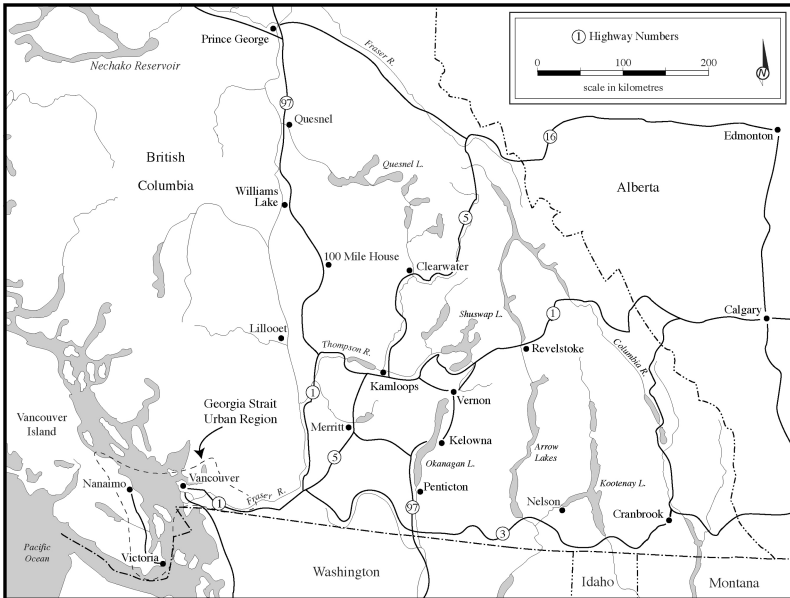 Prince George
Nechako Reservoir
Fraser R.
1 Highway Numbers
0 100 200
scale in kilometres
N
97
Quesnel
16
Edmonton
British
Columbia
Quesnel L.
Alberta
Williams
Lake
5
100 Mile House
Clearwater
Shuswap L.
1
Calgary
Lillooet
Thompson R.
Revelstoke
Columbia R.
Kamloops
1
Vernon
Georgia Strait
Urban Region
Vancouver
Island
Merritt
Kelowna
5
Okanagan L.
Arrow
Lakes
Kootenay L.
Nanaimo
Vancouver
Fraser R.
1
Penticton
97
Nelson
Cranbrook
3
Pacific
Ocean
Victoria
Washington
Idaho
Montana